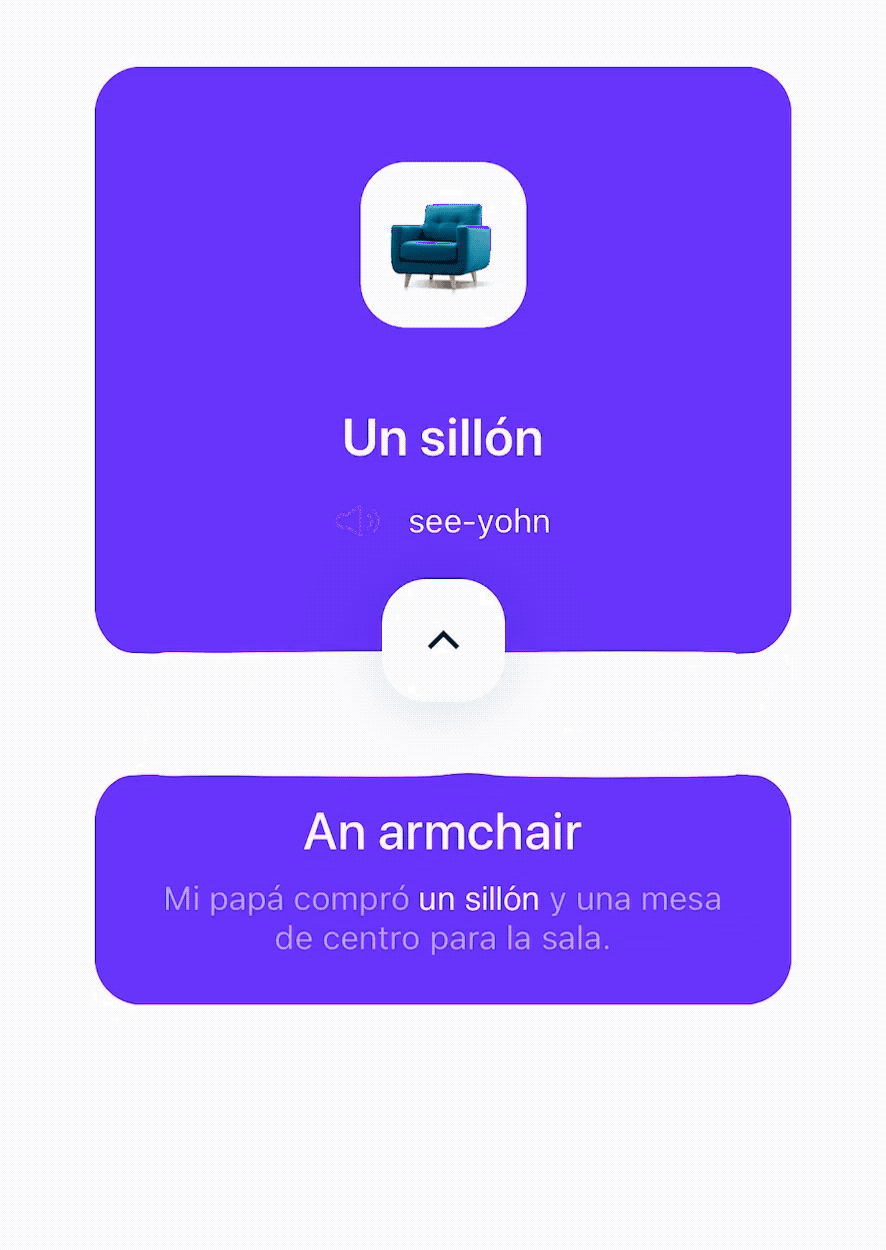 Un sillón
see-yohn
An armchair
Mi papá compró un sillón y una mesa
de centro para la sala.